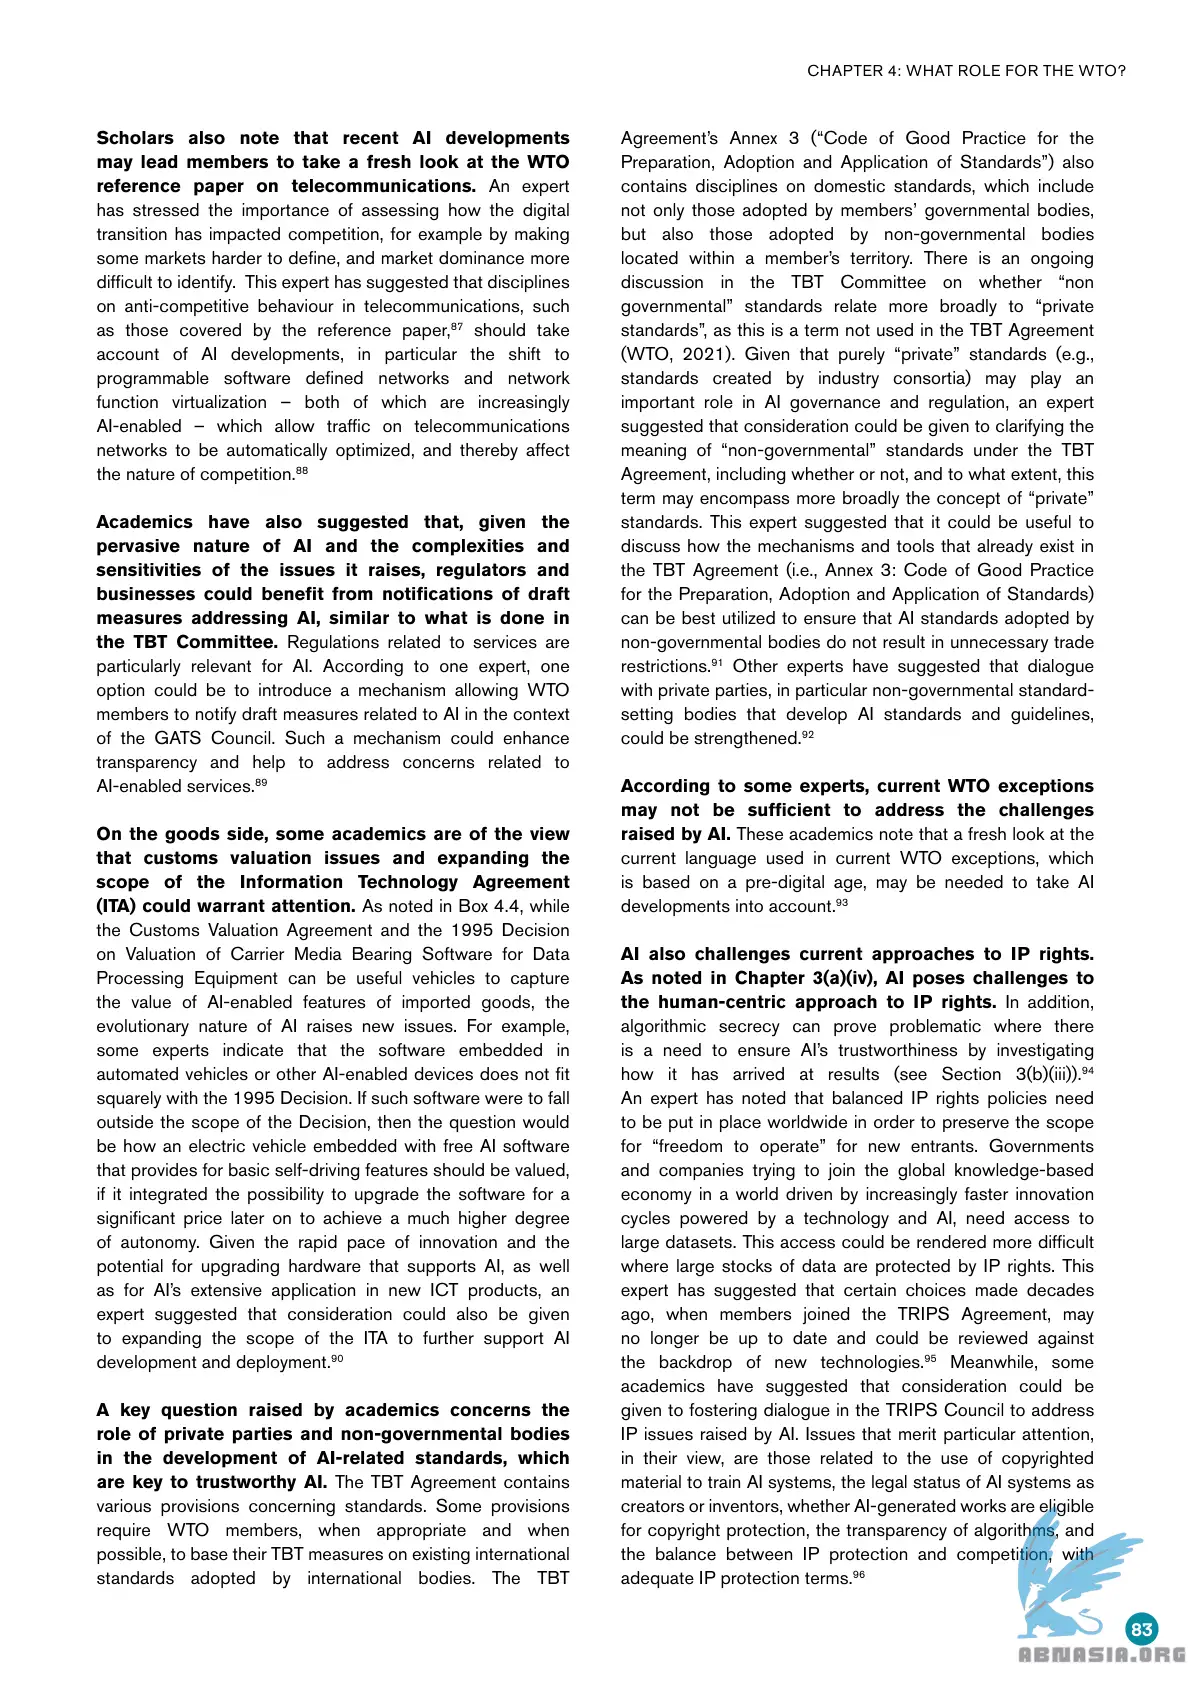 CHAPTER 4: WHAT ROLE FOR THE WTO?
Scholars also note that recent AI developments
may lead members to take a fresh look at the WTO
reference paper on telecommunications. An expert
has stressed the importance of assessing how the digital
transition has impacted competition, for example by making
some markets harder to define, and market dominance more
difficult to identify. This expert has suggested that disciplines
on anti-competitive behaviour in telecommunications, such
as those covered by the reference paper,87 should take
account of AI developments, in particular the shift to
programmable software defined networks and network
function virtualization – both of which are increasingly
AI-enabled – which allow traffic on telecommunications
networks to be automatically optimized, and thereby affect
the nature of competition.88
Academics have also suggested that, given the
pervasive nature of AI and the complexities and
sensitivities of the issues it raises, regulators and
businesses could benefit from notifications of draft
measures addressing AI, similar to what is done in
the TBT Committee. Regulations related to services are
particularly relevant for AI. According to one expert, one
option could be to introduce a mechanism allowing WTO
members to notify draft measures related to AI in the context
of the GATS Council. Such a mechanism could enhance
transparency and help to address concerns related to
AI-enabled services.89
On the goods side, some academics are of the view
that customs valuation issues and expanding the
scope of the Information Technology Agreement
(ITA) could warrant attention. As noted in Box 4.4, while
the Customs Valuation Agreement and the 1995 Decision
on Valuation of Carrier Media Bearing Software for Data
Processing Equipment can be useful vehicles to capture
the value of AI-enabled features of imported goods, the
evolutionary nature of AI raises new issues. For example,
some experts indicate that the software embedded in
automated vehicles or other AI-enabled devices does not fit
squarely with the 1995 Decision. If such software were to fall
outside the scope of the Decision, then the question would
be how an electric vehicle embedded with free AI software
that provides for basic self-driving features should be valued,
if it integrated the possibility to upgrade the software for a
significant price later on to achieve a much higher degree
of autonomy. Given the rapid pace of innovation and the
potential for upgrading hardware that supports AI, as well
as for AI's extensive application in new ICT products, an
expert suggested that consideration could also be given
to expanding the scope of the ITA to further support AI
development and deployment.90
A key question raised by academics concerns the
role of private parties and non-governmental bodies
in the development of AI-related standards, which
are key to trustworthy AI. The TBT Agreement contains
various provisions concerning standards. Some provisions
require WTO members, when appropriate and when
possible, to base their TBT measures on existing international
standards adopted by international bodies. The TBT
Agreement's Annex 3 (“Code of Good Practice for the
Preparation, Adoption and Application of Standards”) also
contains disciplines on domestic standards, which include
not only those adopted by members' governmental bodies,
but also those adopted by non-governmental bodies
located within a member's territory. There is an ongoing
discussion in the TBT Committee on whether “non
governmental” standards relate more broadly to “private
standards”, as this is a term not used in the TBT Agreement
(WTO, 2021). Given that purely “private” standards (e.g.,
standards created by industry consortia) may play an
important role in AI governance and regulation, an expert
suggested that consideration could be given to clarifying the
meaning of “non-governmental” standards under the TBT
Agreement, including whether or not, and to what extent, this
term may encompass more broadly the concept of “private”
standards. This expert suggested that it could be useful to
discuss how the mechanisms and tools that already exist in
the TBT Agreement (i.e., Annex 3: Code of Good Practice
for the Preparation, Adoption and Application of Standards)
can be best utilized to ensure that AI standards adopted by
non-governmental bodies do not result in unnecessary trade
restrictions.91 Other experts have suggested that dialogue
with private parties, in particular non-governmental standard-
setting bodies that develop AI standards and guidelines,
could be strengthened.92
According to some experts, current WTO exceptions
may not be sufficient to address the challenges
raised by AI. These academics note that a fresh look at the
current language used in current WTO exceptions, which
is based on a pre-digital age, may be needed to take AI
developments into account.93
AI also challenges current approaches to IP rights.
As noted in Chapter 3(a)(iv), AI poses challenges to
the human-centric approach to IP rights. In addition,
algorithmic secrecy can prove problematic where there
is a need to ensure AI's trustworthiness by investigating
how it has arrived at results (see Section 3(b)(iii)).94
An expert has noted that balanced IP rights policies need
to be put in place worldwide in order to preserve the scope
for “freedom to operate” for new entrants. Governments
and companies trying to join the global knowledge-based
economy in a world driven by increasingly faster innovation
cycles powered by a technology and AI, need access to
large datasets. This access could be rendered more difficult
where large stocks of data are protected by IP rights. This
expert has suggested that certain choices made decades
ago, when members joined the TRIPS Agreement, may
no longer be up to date and could be reviewed against
the backdrop of new technologies.95 Meanwhile, some
academics have suggested that consideration could be
given to fostering dialogue in the TRIPS Council to address
IP issues raised by AI. Issues that merit particular attention,
in their view, are those related to the use of copyrighted
material to train AI systems, the legal status of AI systems as
creators or inventors, whether AI-generated works are eligible
for copyright protection, the transparency of algorithms, and
the balance between IP protection and competition, with
adequate IP protection terms.96
83
ABNASIA.ORG